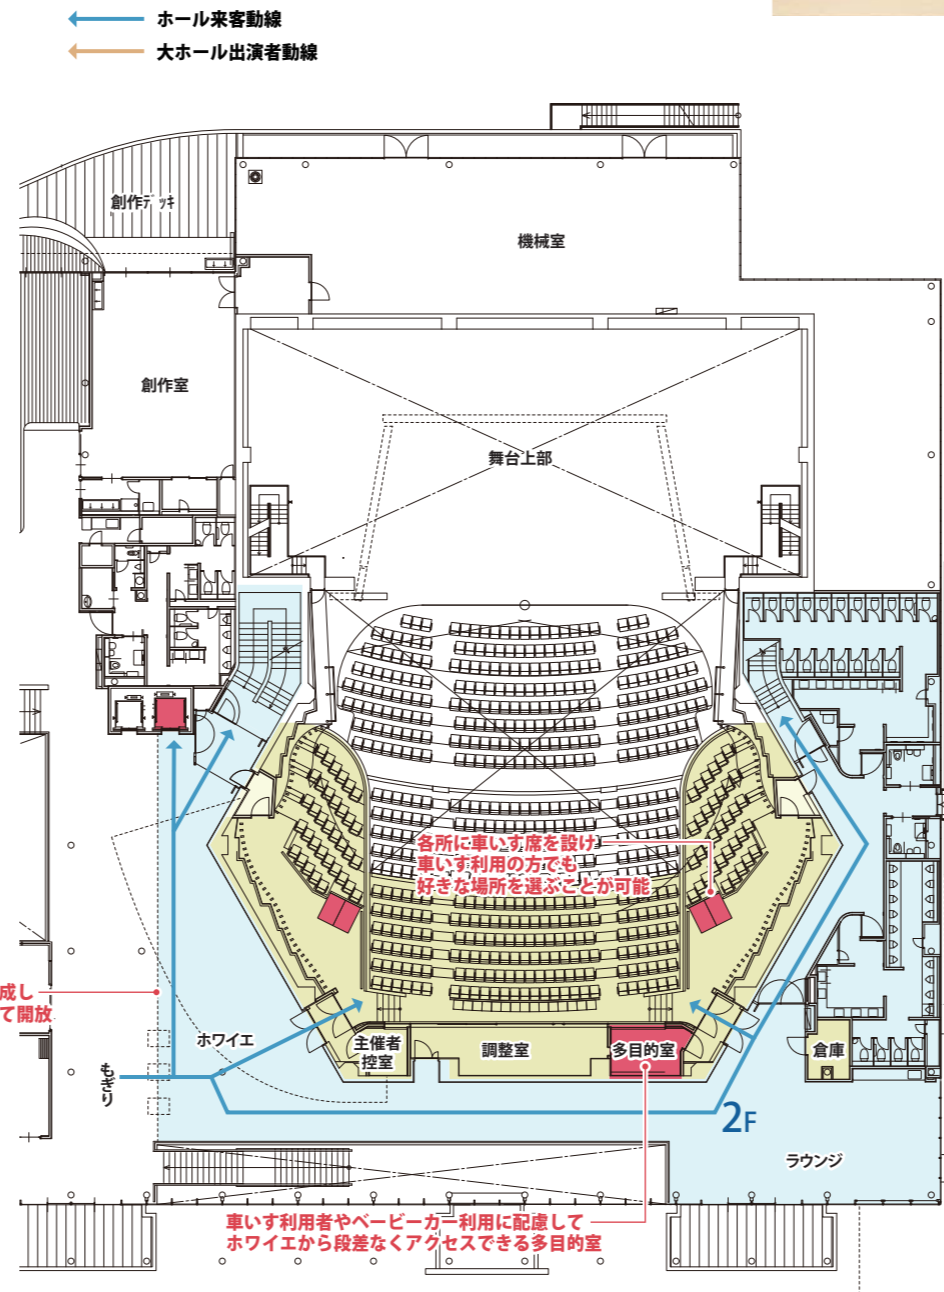 ホール来客動線
大ホール出演者動線
創作デッキ
機械室
創作室
舞台上部
各所に車いす席を設け
車いす利用の方でも
好きな場所を選ぶことが可能
成し
て開放
ホワイエ
もぎり
主催者
控室
調整室
多目的室
倉庫
2F
ラウンジ
車いす利用者やベービーカー利用に配慮して
ホワイエから段差なくアクセスできる多目的室